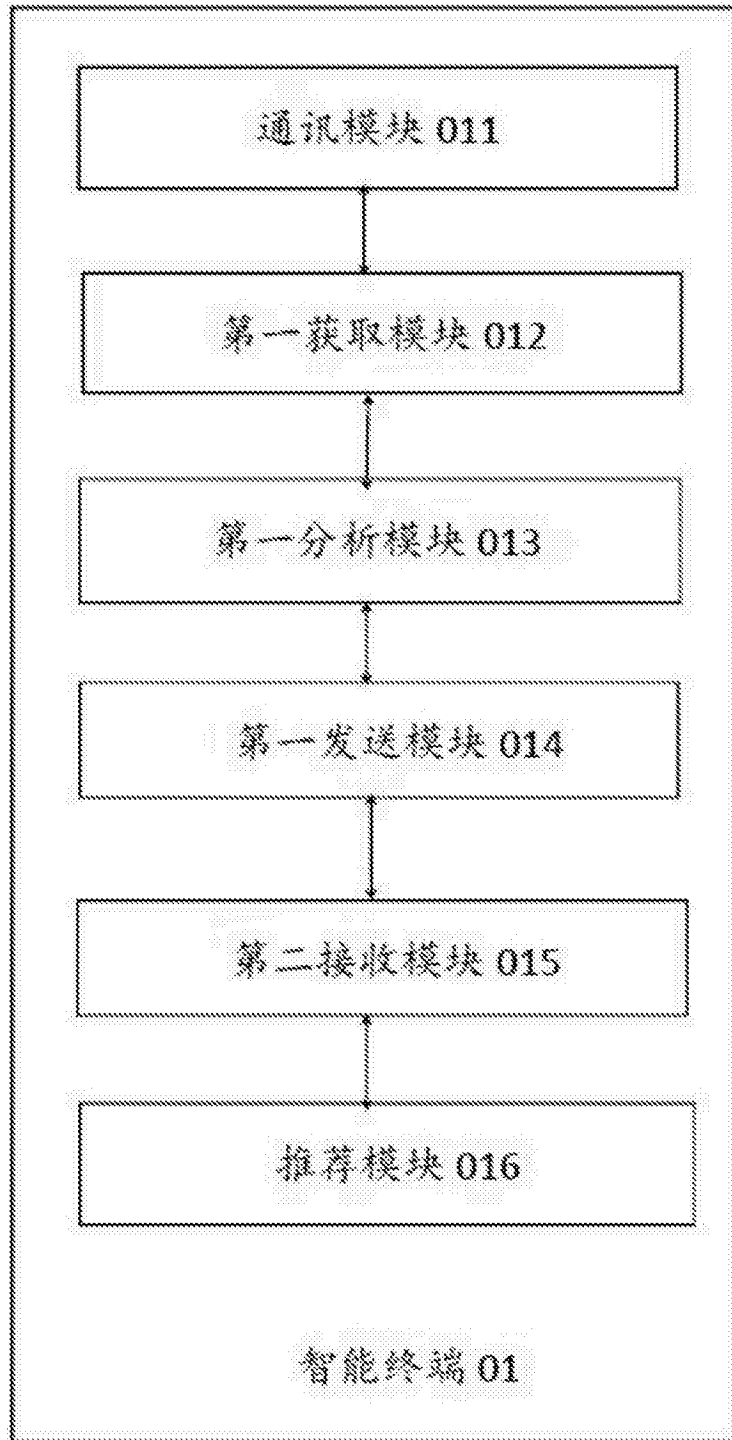 通讯模块 011
第一获取模块 012
第一分析模块 013
第一发送模块 014
第二接收模块 015
推荐模块 016
智能终端 01